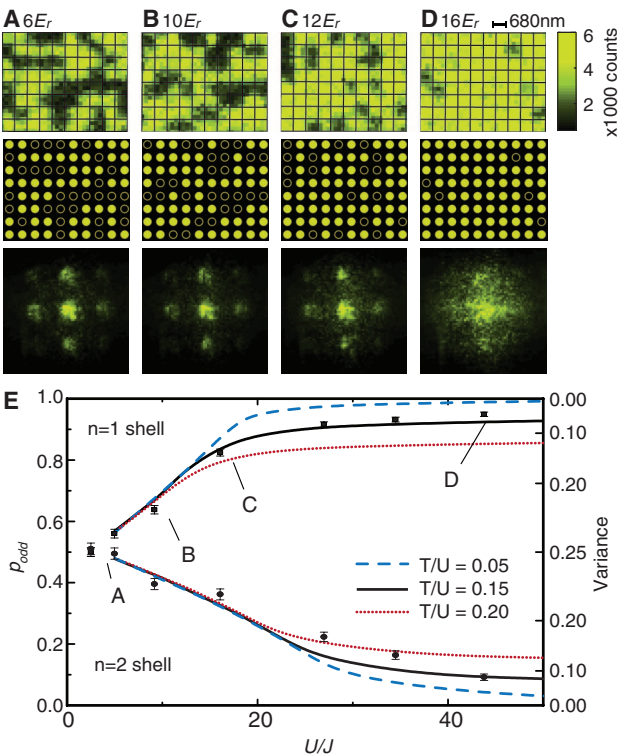 A 6Er B 10Er C 12Er D 16Er 680nm
6
4
2
x1000 counts
E
1.0
0.8
0.6
0.4
0.2
0.0
podd
n=1 shell
n=2 shell
A
B
C
D
T/U = 0.05
T/U = 0.15
T/U = 0.20
0.00
0.10
0.20
0.25
0.20
0.10
0.00
Variance
0 20 40
U/J